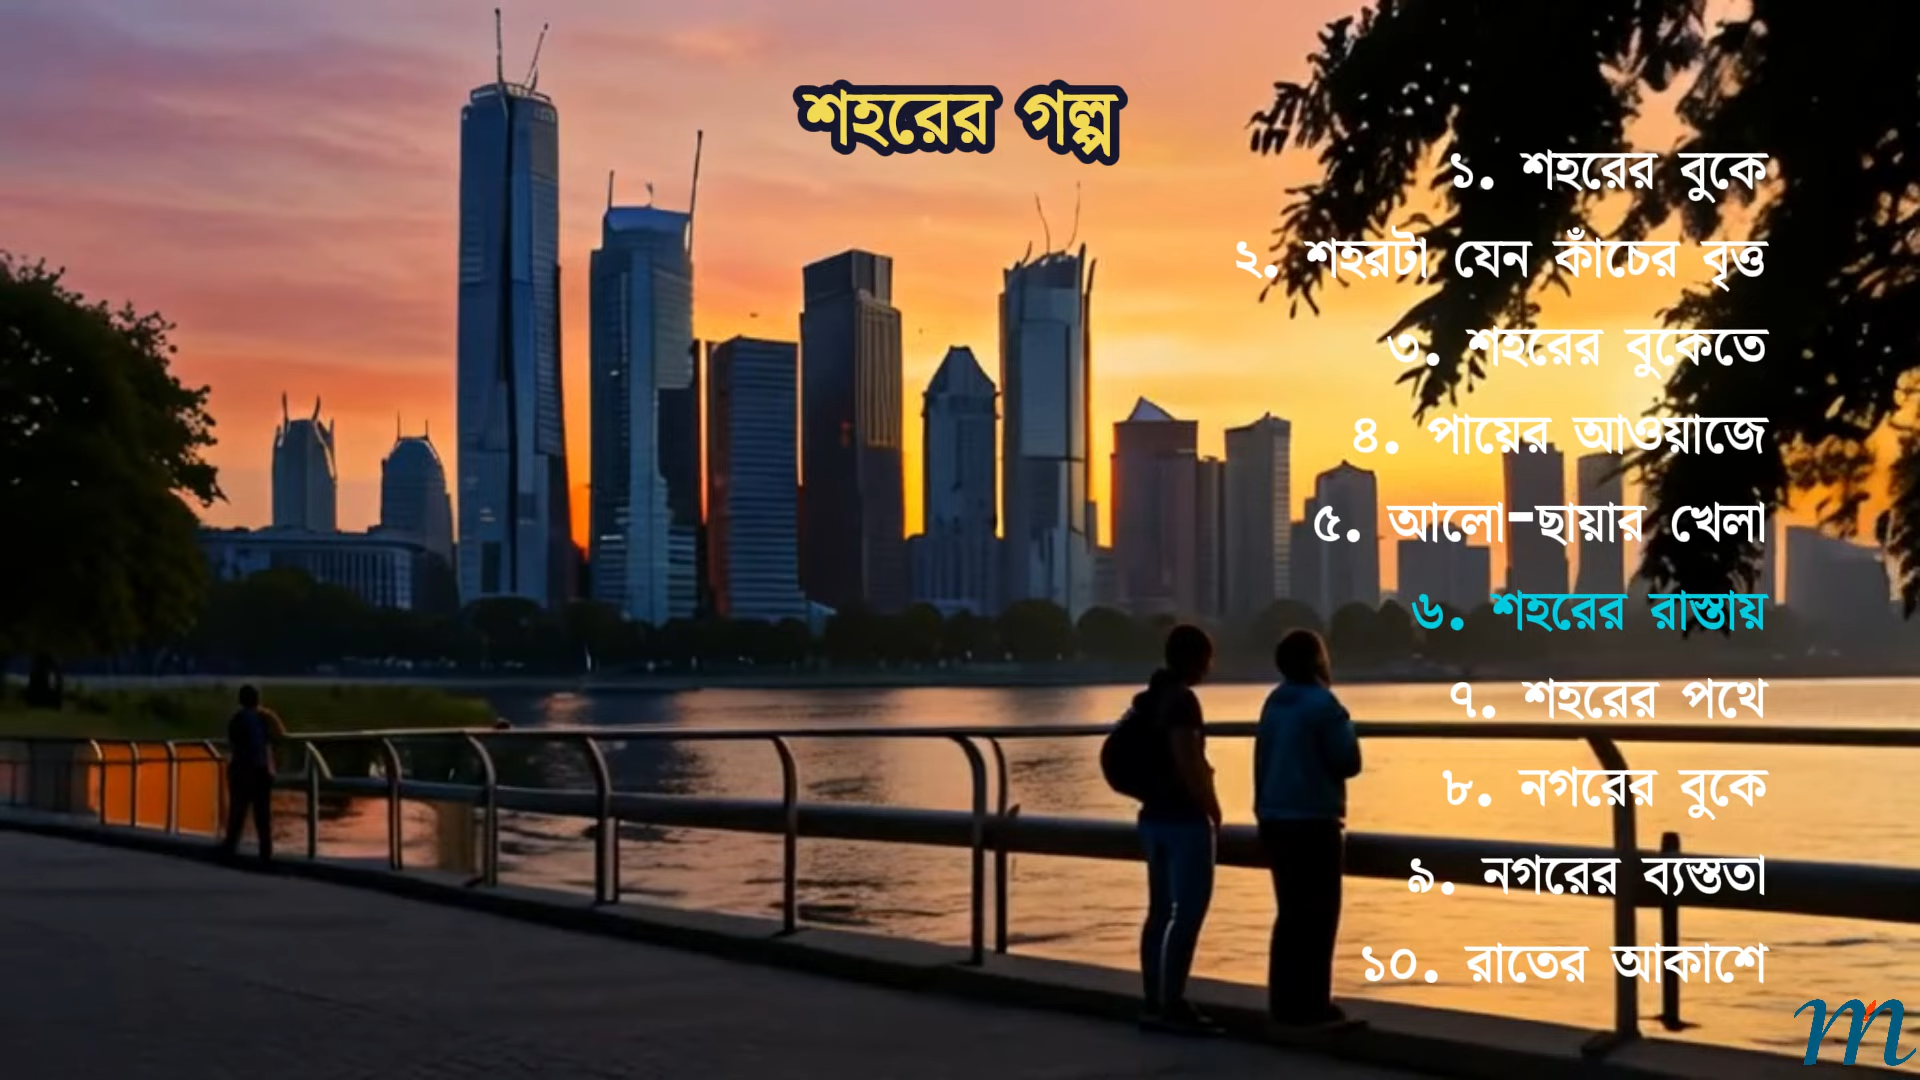 শহরের গল্প
১. শহরের বুকে
২. শহরটা যেন কাঁচের বৃত্ত
৩. শহরের বুকেতে
৪. পায়ের আওয়াজে
৫. আলো-ছায়ার খেলা
৬. শহরের রাস্তায়
৭. শহরের পথে
৮. নগরের বুকে
৯. নগরের ব্যস্ততা
১০. রাতের আকাশে
m